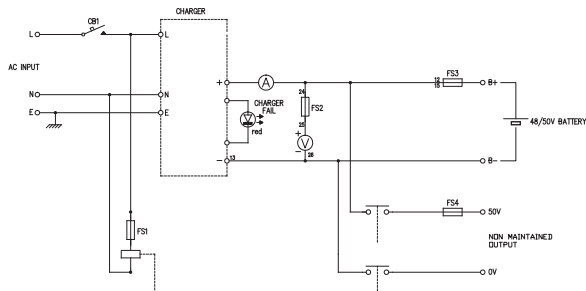 CHARGER
CB1
L
L
AC INPUT
N
N
E
E
+
A
CHARGER
FAIL
red
-
13
24
FS2
25
+
V
-
26
12
15
FS3
B+
48/50V BATTERY
B-
FS4
50V
NON MAINTAINED
OUTPUT
0V
FS1